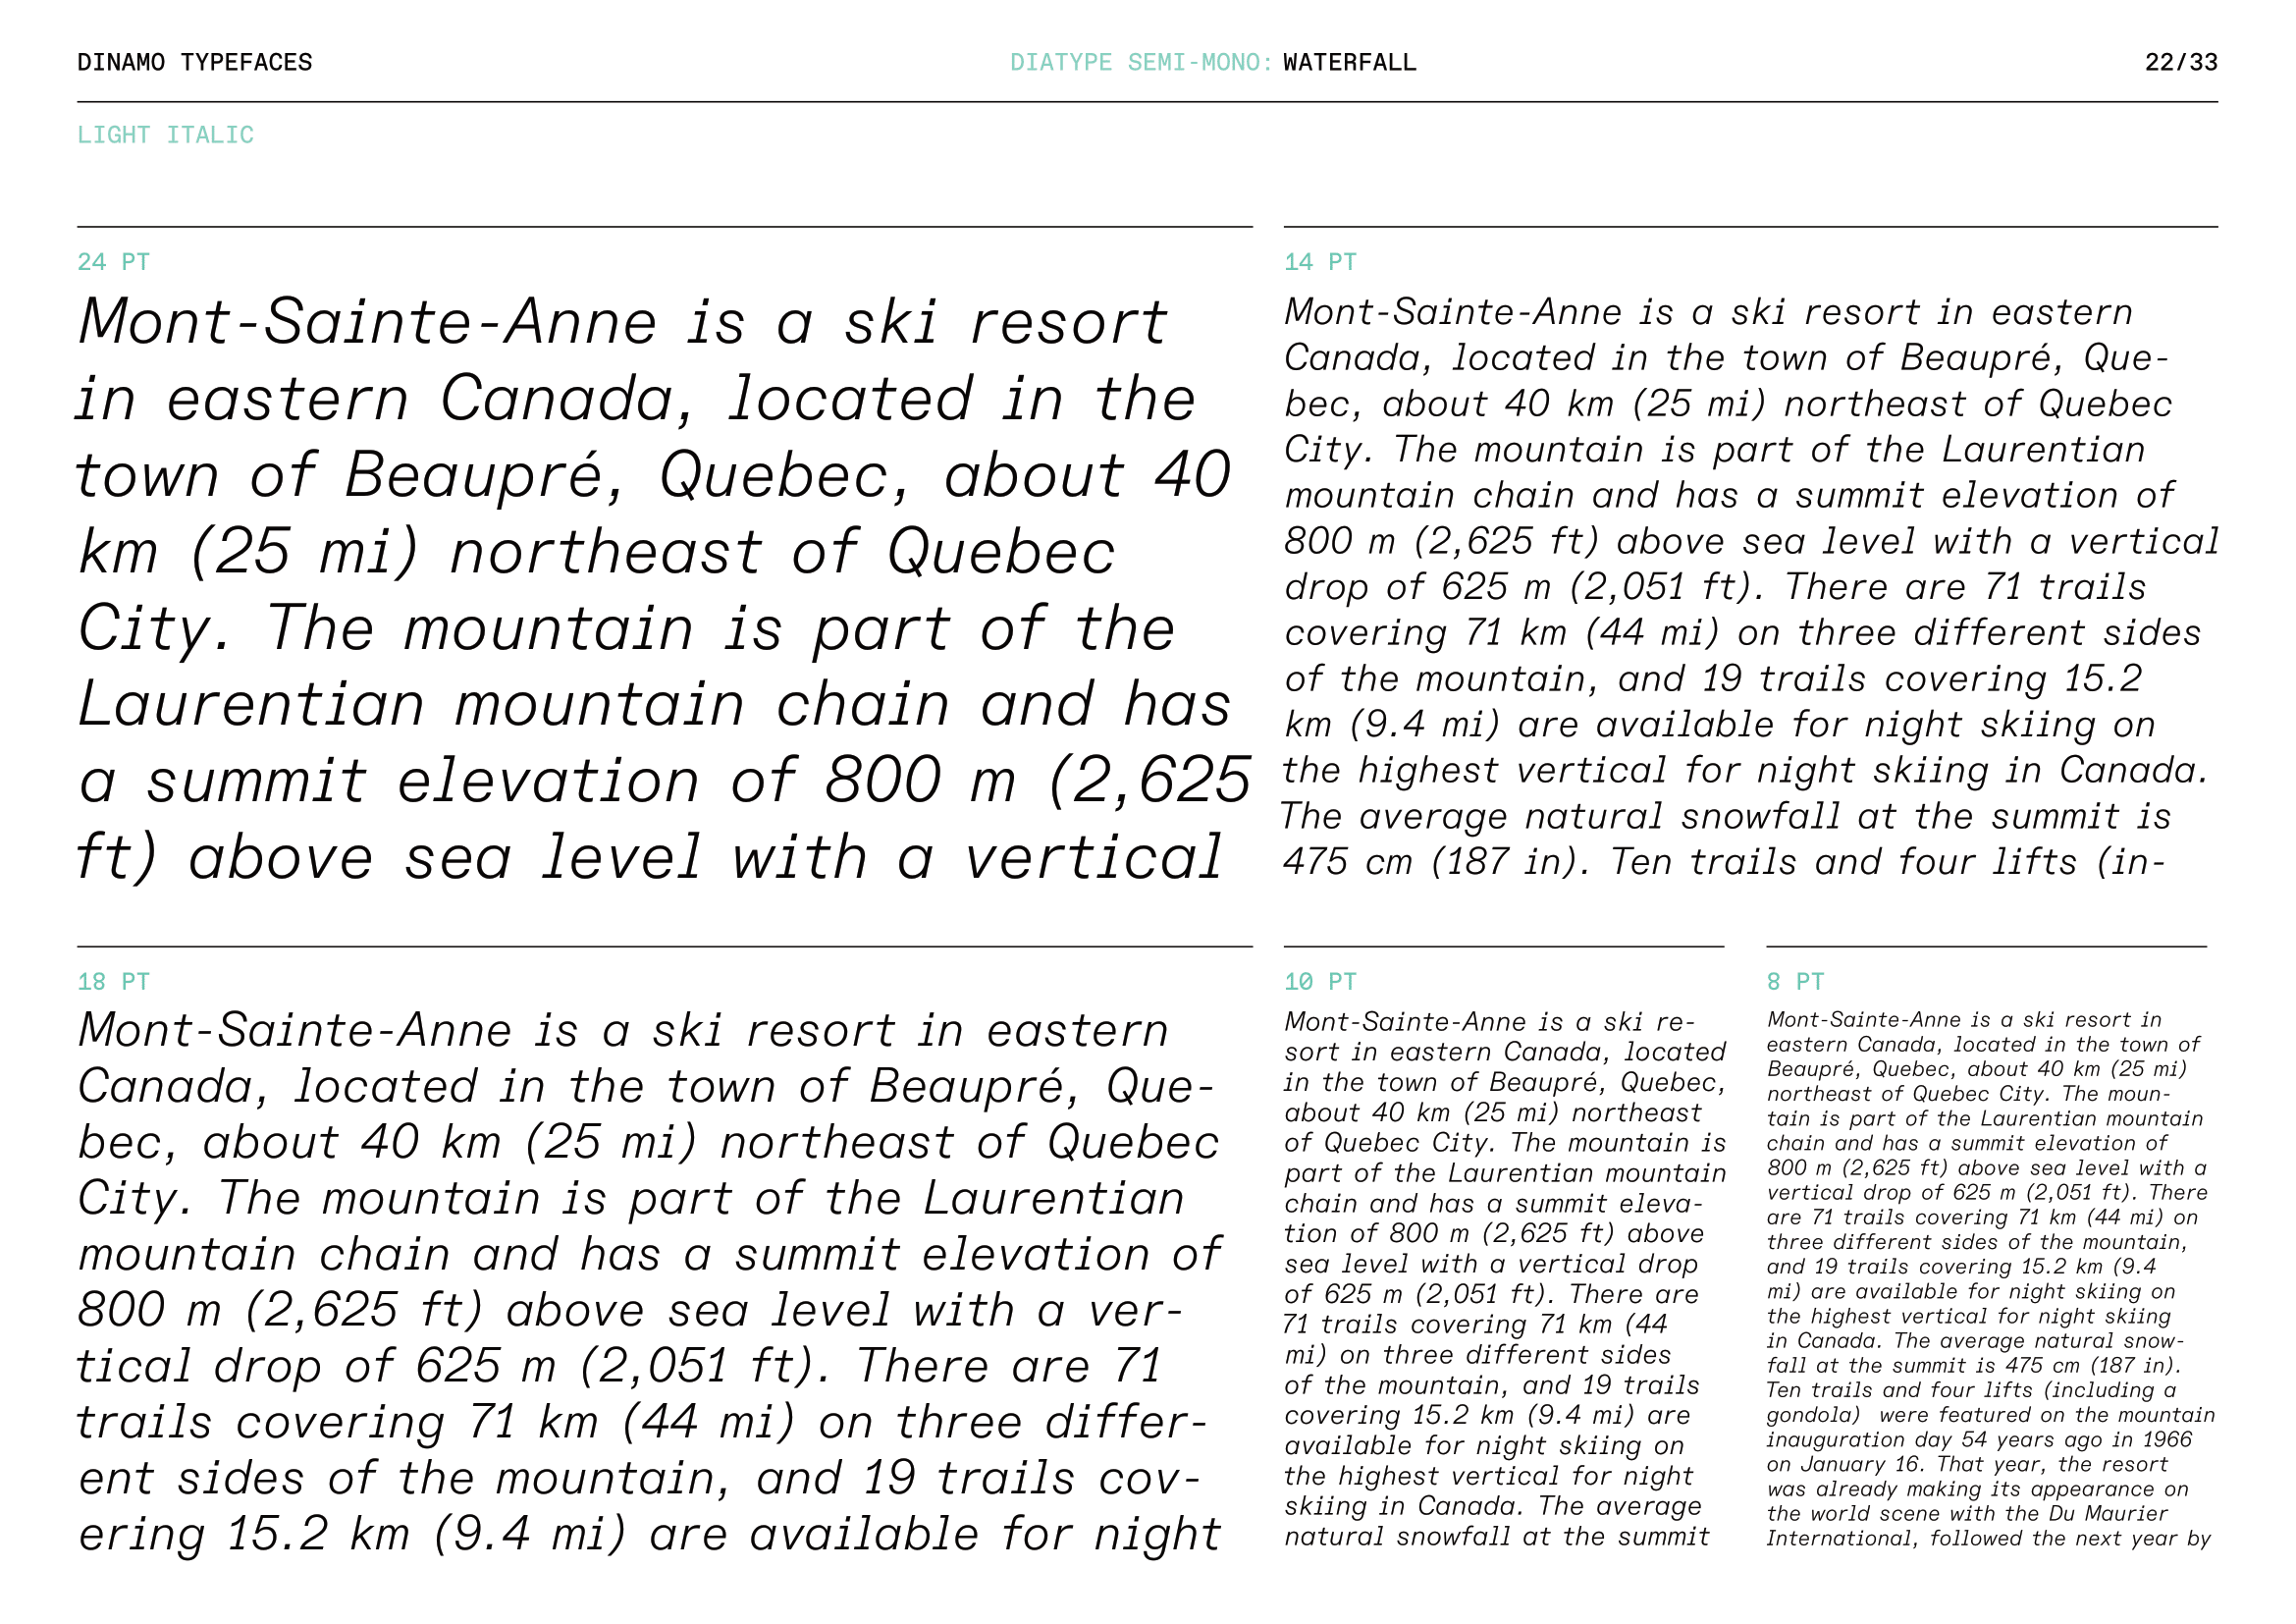 DINAMO TYPEFACES
DIATYPE SEMI-MONO: WATERFALL
22/33
LIGHT ITALIC
24 PT
Mont-Sainte-Anne is a ski resort
in eastern Canada, located in the
town of Beaupré, Quebec, about 40
km (25 mi) northeast of Quebec
City. The mountain is part of the
Laurentian mountain chain and has
a summit elevation of 800 m (2,625
ft) above sea level with a vertical
14 PT
Mont-Sainte-Anne is a ski resort in eastern
Canada, located in the town of Beaupré, Que-
bec, about 40 km (25 mi) northeast of Quebec
City. The mountain is part of the Laurentian
mountain chain and has a summit elevation of
800 m (2,625 ft) above sea level with a vertical
drop of 625 m (2,051 ft). There are 71 trails
covering 71 km (44 mi) on three different sides
of the mountain, and 19 trails covering 15.2
km (9.4 mi) are available for night skiing on
the highest vertical for night skiing in Canada.
The average natural snowfall at the summit is
475 cm (187 in). Ten trails and four lifts (in-
18 PT
Mont-Sainte-Anne is a ski resort in eastern
Canada, located in the town of Beaupré, Que-
bec, about 40 km (25 mi) northeast of Quebec
City. The mountain is part of the Laurentian
mountain chain and has a summit elevation of
800 m (2,625 ft) above sea level with a ver-
tical drop of 625 m (2,051 ft). There are 71
trails covering 71 km (44 mi) on three differ-
ent sides of the mountain, and 19 trails cov-
ering 15.2 km (9.4 mi) are available for night
10 PT
Mont-Sainte-Anne is a ski re-
sort in eastern Canada, located
in the town of Beaupré, Quebec,
about 40 km (25 mi) northeast
of Quebec City. The mountain is
part of the Laurentian mountain
chain and has a summit eleva-
tion of 800 m (2,625 ft) above
sea level with a vertical drop
of 625 m (2,051 ft). There are
71 trails covering 71 km (44
mi) on three different sides
of the mountain, and 19 trails
covering 15.2 km (9.4 mi) are
available for night skiing on
the highest vertical for night
skiing in Canada. The average
natural snowfall at the summit
8 PT
Mont-Sainte-Anne is a ski resort in
eastern Canada, located in the town of
Beaupré, Quebec, about 40 km (25 mi)
northeast of Quebec City. The moun-
tain is part of the Laurentian mountain
chain and has a summit elevation of
800 m (2,625 ft) above sea level with a
vertical drop of 625 m (2,051 ft). There
are 71 trails covering 71 km (44 mi) on
three different sides of the mountain,
and 19 trails covering 15.2 km (9.4
mi) are available for night skiing on
the highest vertical for night skiing
in Canada. The average natural snow-
fall at the summit is 475 cm (187 in).
Ten trails and four lifts (including a
gondola)  were featured on the mountain
inauguration day 54 years ago in 1966
on January 16. That year, the resort
was already making its appearance on
the world scene with the Du Maurier
International, followed the next year by